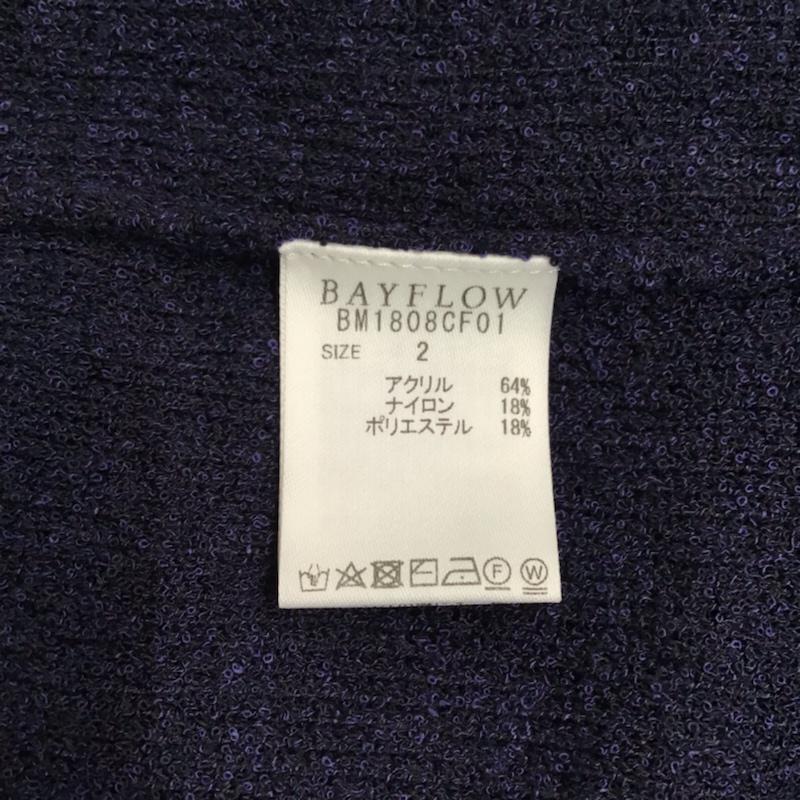 BAYFLOW
BM1808CF01
SIZE 2
アクリル 64%
ナイロン 18%
ポリエステル 18%
F W